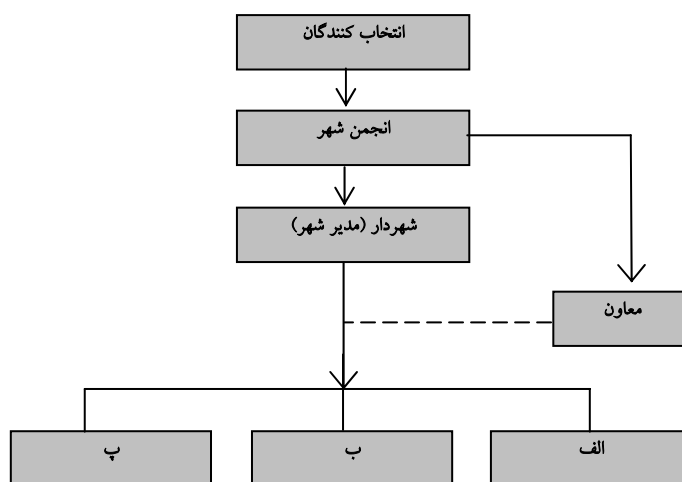 انتخاب کنندگان
انجمن شهر
شهردار (مدیر شهر)
معاون
الف
ب
پ